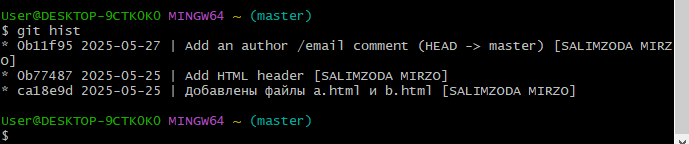 User@DESKTOP-9CTK0KO MINGW64 ~ (master)
$ git hist
* 0b11f95 2025-05-27 | Add an author /email comment (HEAD -> master) [SALIMZODA MIRZ
O]
* 0b77487 2025-05-25 | Add HTML header [SALIMZODA MIRZO]
* ca18e9d 2025-05-25 | Добавлены файлы a.html и b.html [SALIMZODA MIRZO]
User@DESKTOP-9CTK0KO MINGW64 ~ (master)
$